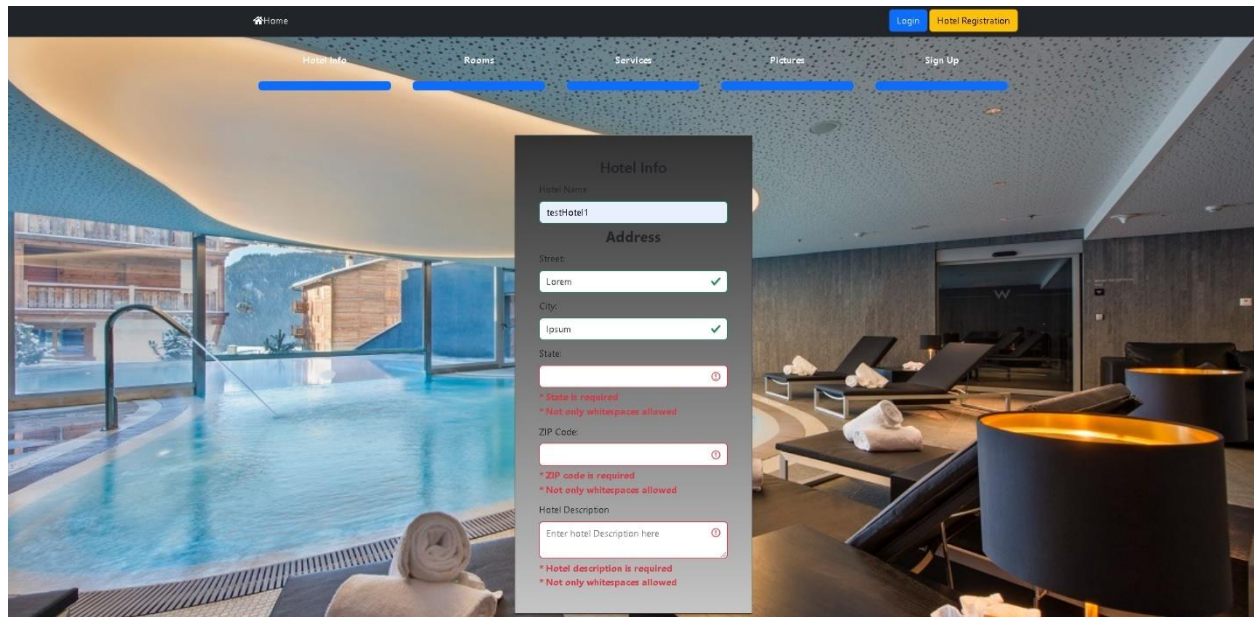 Home
Login
Hotel Registration
Hotel Info
Rooms
Services
Pictures
Sign Up
Hotel Info
Hotel Name
testHotel1
Address
Street:
Lorem
City:
Ipsum
State:
* State is required
* Not only whitespaces allowed
ZIP Code:
* ZIP code is required
* Not only whitespaces allowed
Hotel Description
Enter hotel Description here
* Hotel description is required
* Not only whitespaces allowed
W